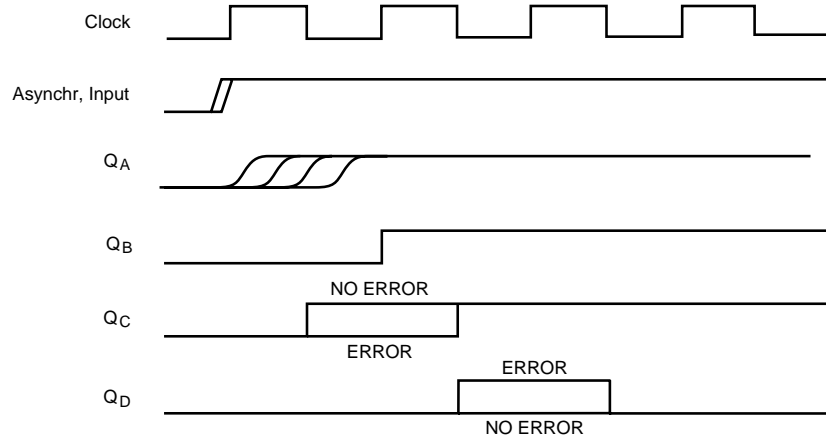 Clock
Asynchr, Input
QA
QB
NO ERROR
QC
ERROR
ERROR
QD
NO ERROR